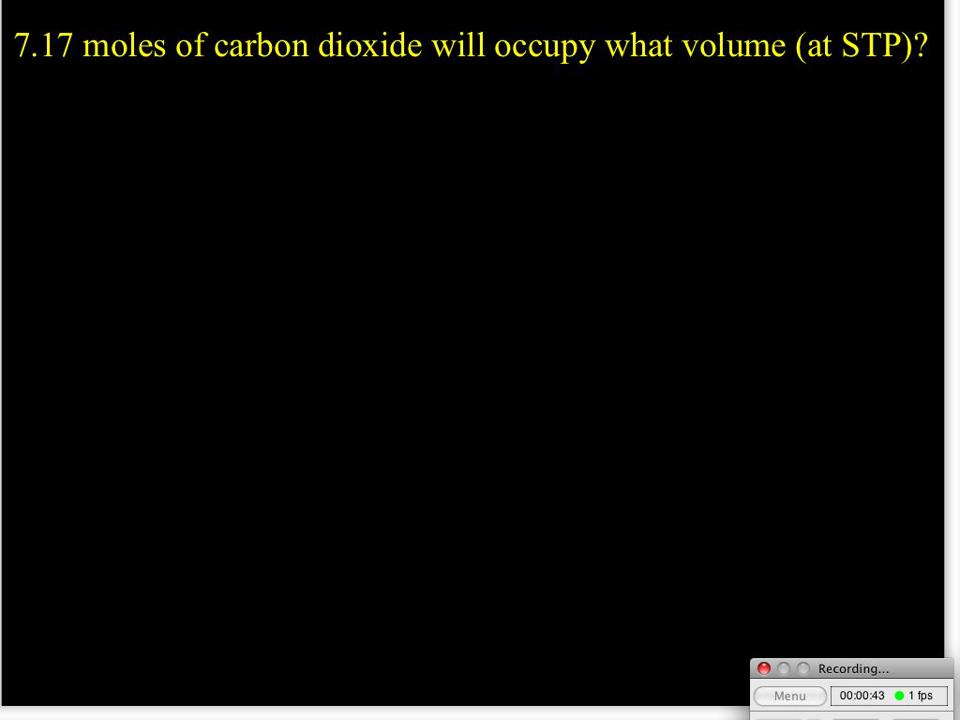 7.17 moles of carbon dioxide will occupy what volume (at STP)?
Recording...
Menu
00:00:43
1 fps